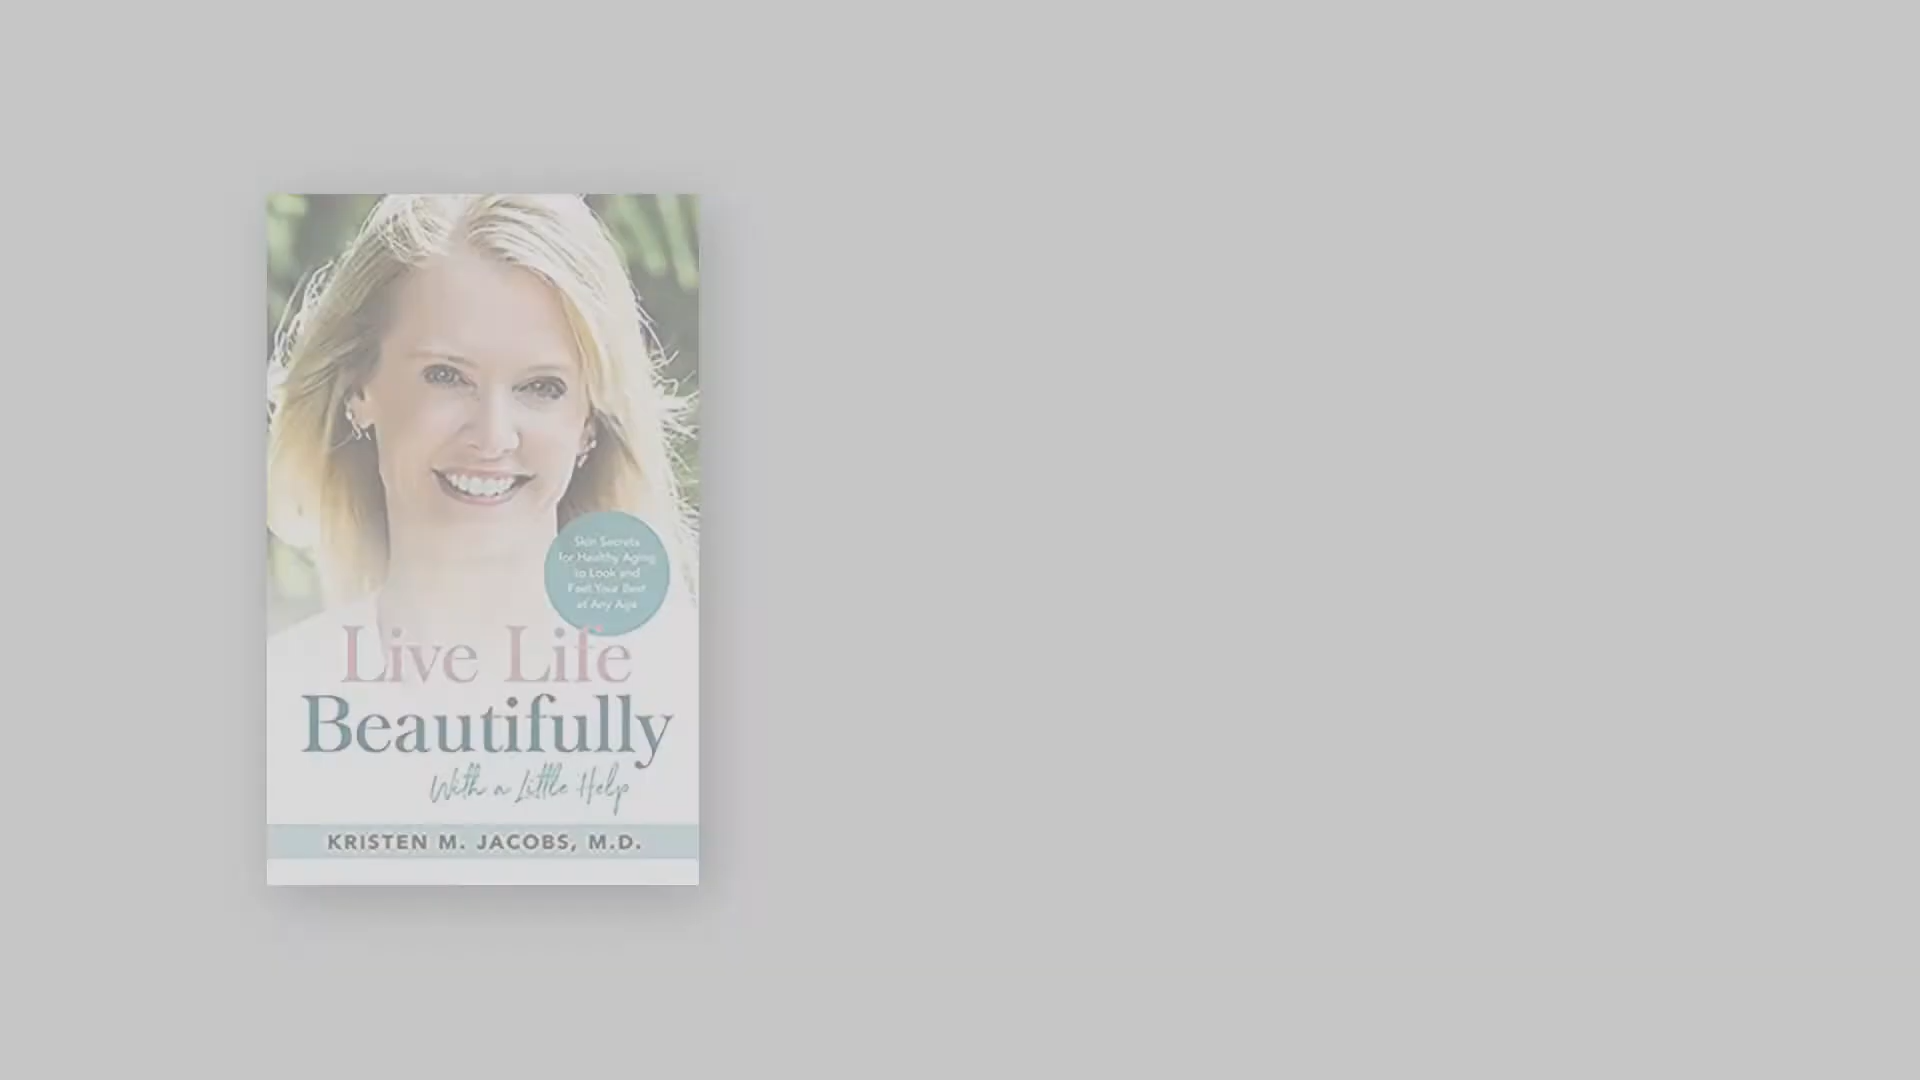 Skin Secrets
for Healthy Aging
to Look and
Feel Your Best
at Any Age
Live Life
Beautifully
With a Little Help
KRISTEN M. JACOBS, M.D.